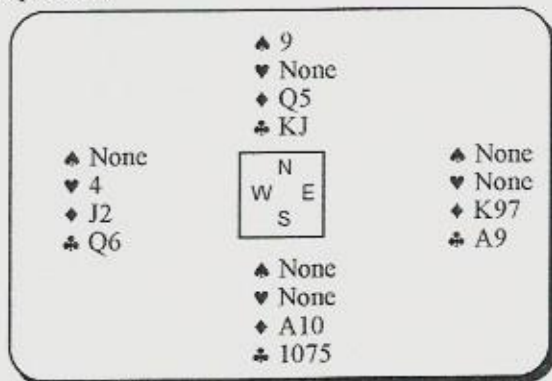 ♠ 9
♥ None
♦ Q5
♣ KJ
♠ None
♥ 4
♦ J2
♣ Q6
N
W E
S
♠ None
♥ None
♦ K97
♣ A9
♠ None
♥ None
♦ A10
♣ 1075